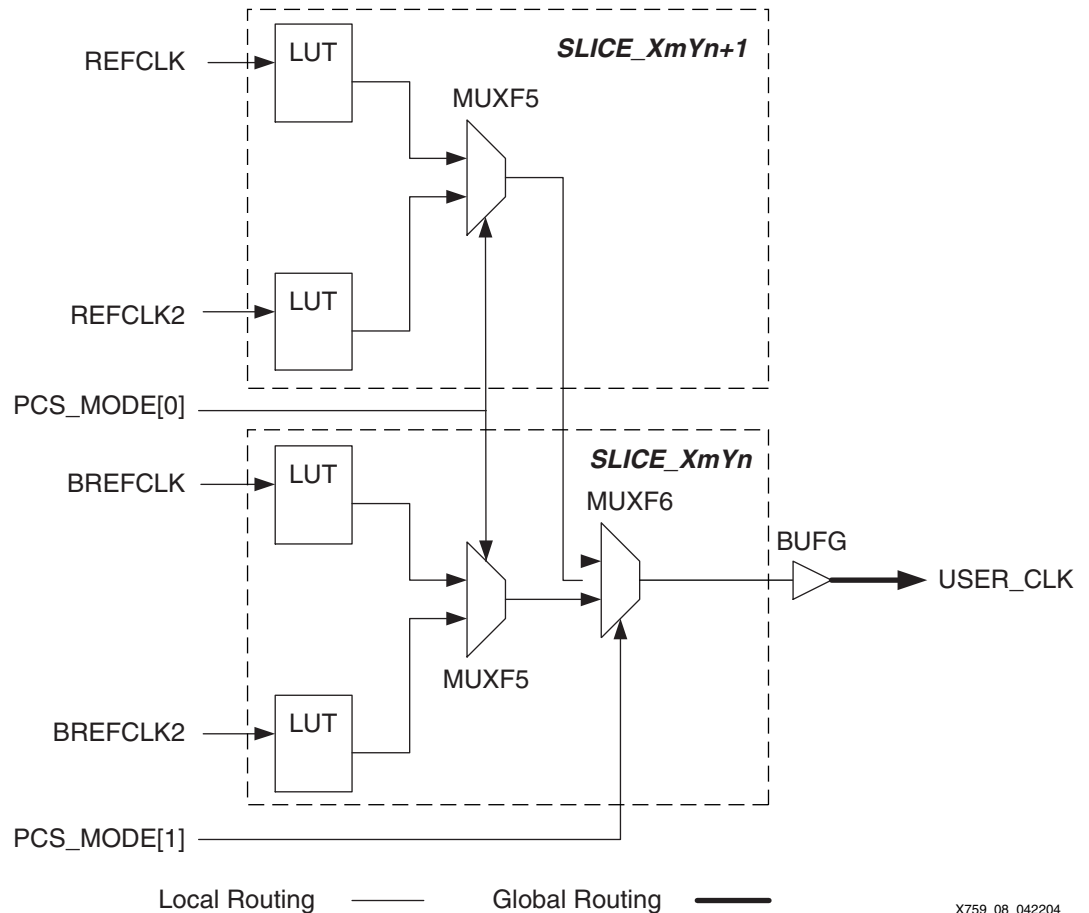 LUT
SLICE_XmYn+1
REFCLK
MUXF5
LUT
REFCLK2
PCS_MODE[0]
LUT
SLICE_XmYn
BREFCLK
MUXF6
BUFG
USER_CLK
MUXF5
LUT
BREFCLK2
PCS_MODE[1]
Local Routing
Global Routing
X759_08_042204